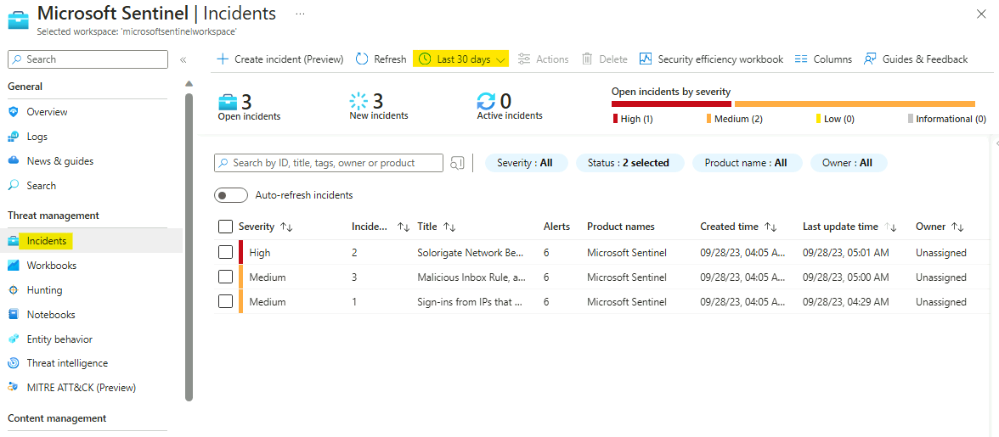 Microsoft Sentinel | Incidents ...
Selected workspace: 'microsoftsentinelworkspace'
Search
General
Overview
Logs
News & guides
Search
Threat management
Incidents
Workbooks
Hunting
Notebooks
Entity behavior
Threat intelligence
MITRE ATT&CK (Preview)
Content management
Create incident (Preview) Refresh Last 30 days Actions Delete Security efficiency workbook Columns Guides & Feedback
3 Open incidents
3 New incidents
0 Active incidents
Open incidents by severity
High (1) Medium (2) Low (0) Informational (0)
Search by ID, title, tags, owner or product Severity : All Status : 2 selected Product name : All Owner : All
Auto-refresh incidents
Severity Incide... Title Alerts Product names Created time Last update time Owner
High 2 Solorigate Network Be... 6 Microsoft Sentinel 09/28/23, 04:05 A... 09/28/23, 05:01 AM Unassigned
Medium 3 Malicious Inbox Rule, a... 6 Microsoft Sentinel 09/28/23, 04:05 A... 09/28/23, 05:00 AM Unassigned
Medium 1 Sign-ins from IPs that ... 6 Microsoft Sentinel 09/28/23, 04:05 A... 09/28/23, 04:29 AM Unassigned